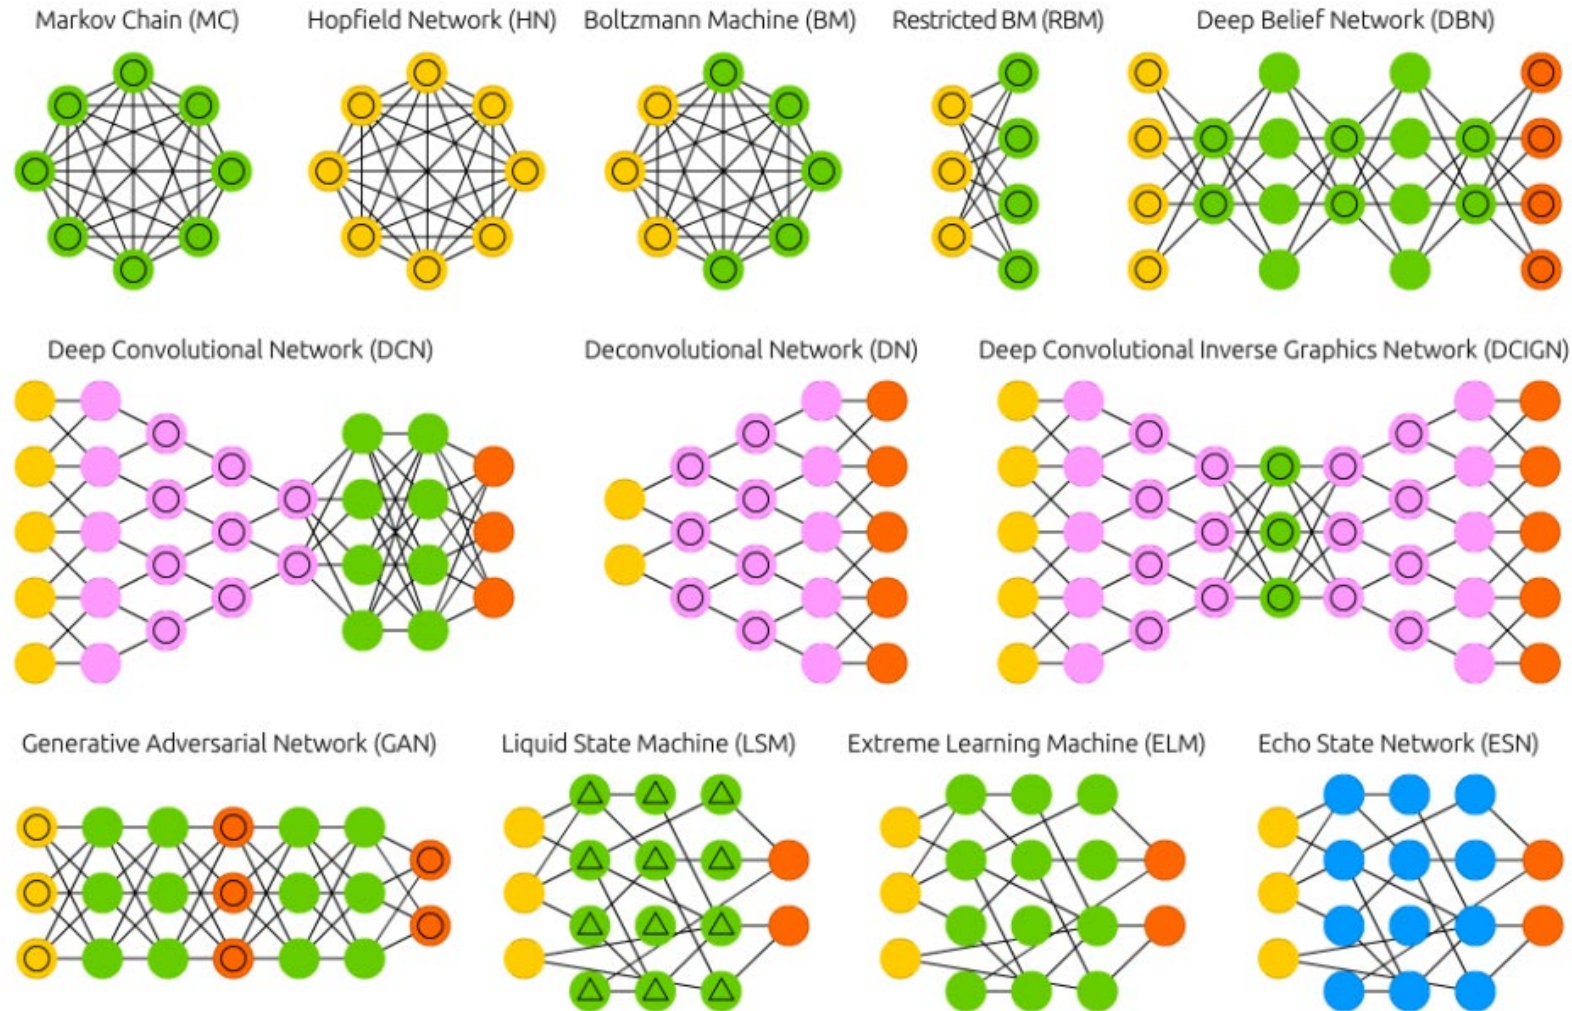 Markov Chain (MC)
Hopfield Network (HN)
Boltzmann Machine (BM)
Restricted BM (RBM)
Deep Belief Network (DBN)
Deep Convolutional Network (DCN)
Deconvolutional Network (DN)
Deep Convolutional Inverse Graphics Network (DCIGN)
Generative Adversarial Network (GAN)
Liquid State Machine (LSM)
Extreme Learning Machine (ELM)
Echo State Network (ESN)